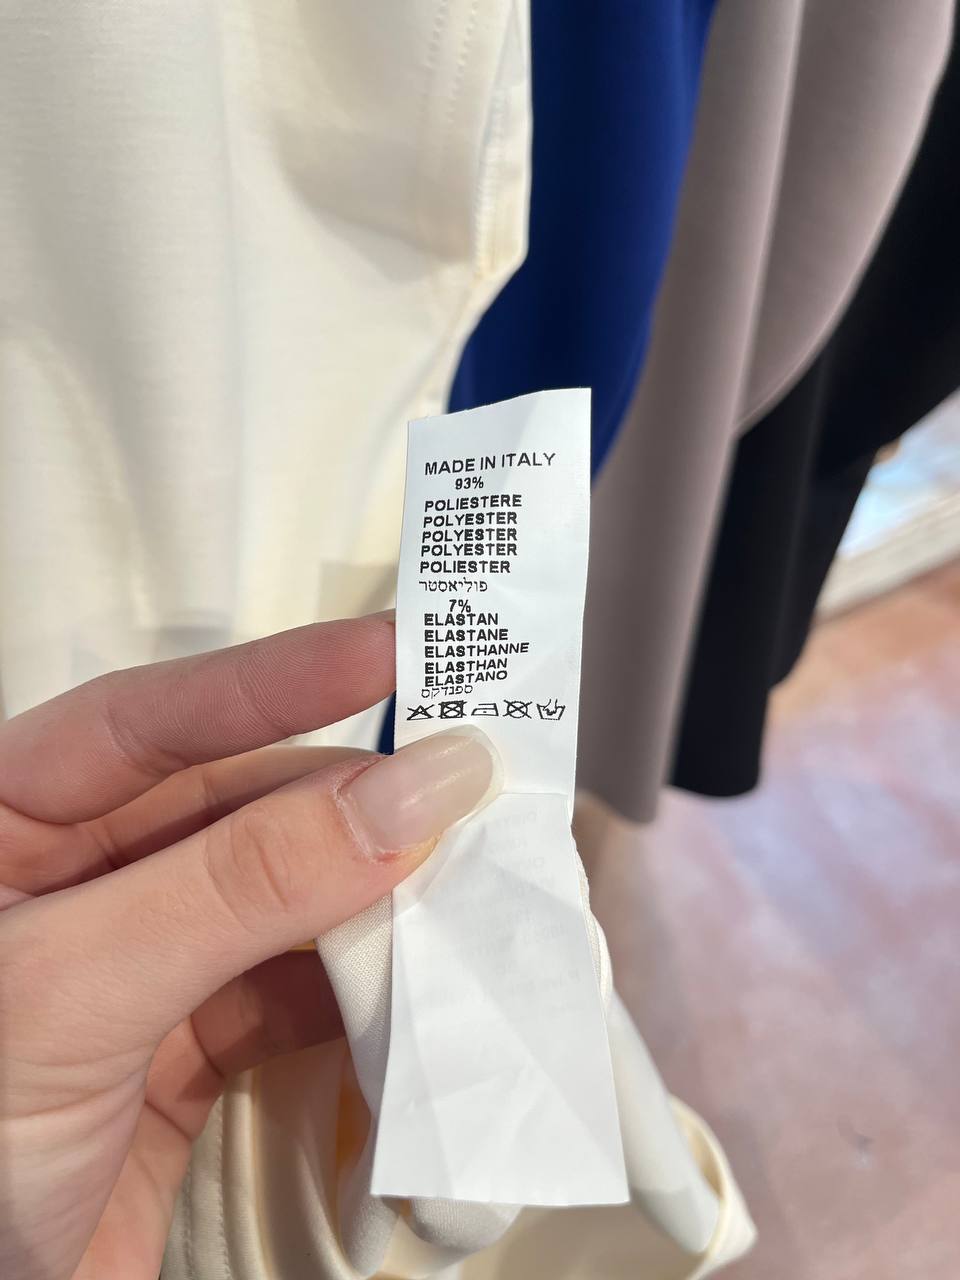 MADE IN ITALY
93%
POLIESTERE
POLYESTER
POLYESTER
POLYESTER
POLIESTER
פוליאסטר
7%
ELASTAN
ELASTANE
ELASTHANNE
ELASTHAN
ELASTANO
ספנדקס